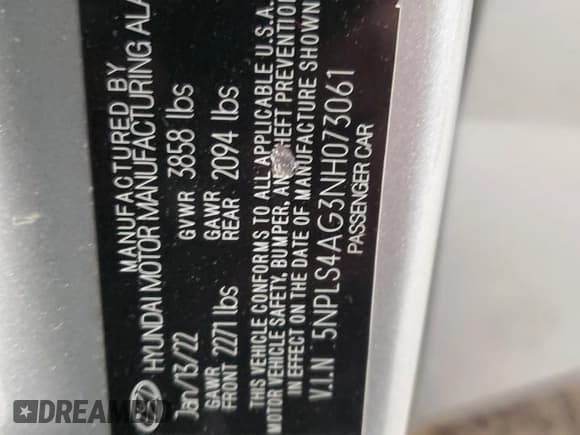 MANUFACTURED BY
HYUNDAI MOTOR MANUFACTURING ALA
Jan/13/22 GVWR 3858 lbs
GAWR GAWR
FRONT 2271 lbs REAR 2094 lbs
THIS VEHICLE CONFORMS TO ALL APPLICABLE U.S.A.
MOTOR VEHICLE SAFETY, BUMPER, AND THEFT PREVENTION
IN EFFECT ON THE DATE OF MANUFACTURE SHOWN
V.I.N 5NPLS4AG3NH073061
PASSENGER CAR
DREAMBID